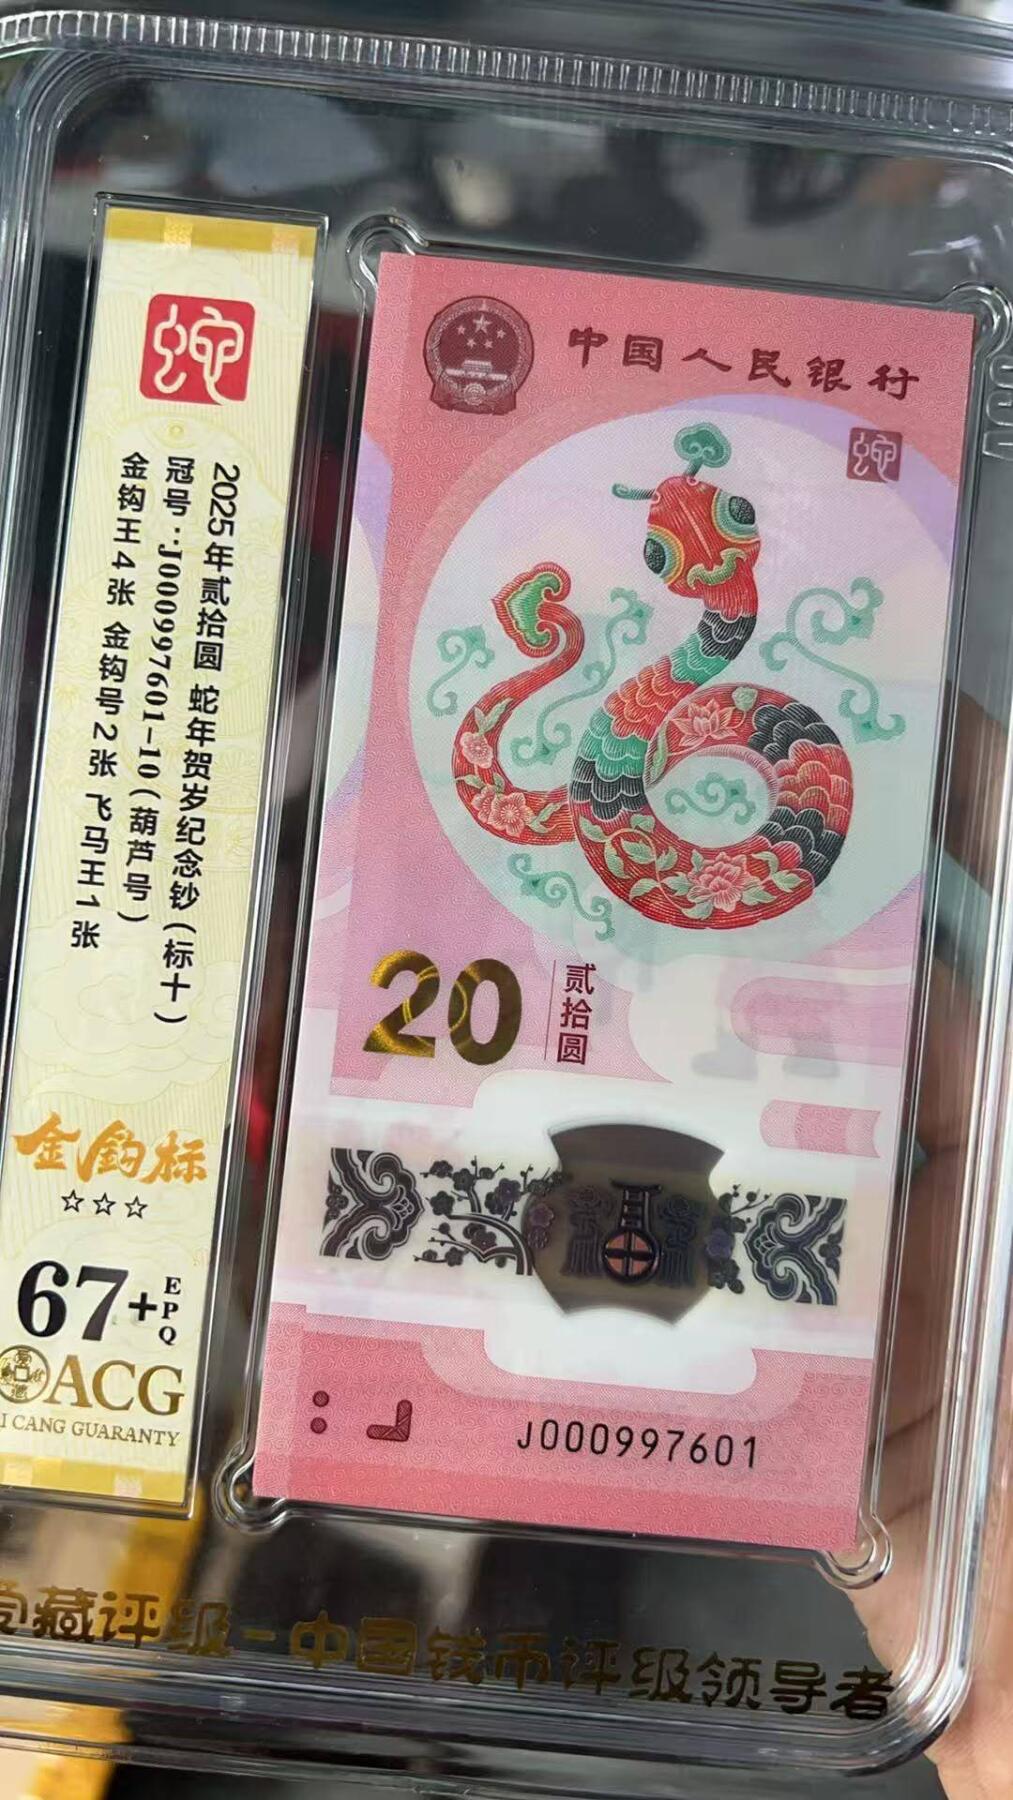 蛇
2025年贰拾圆 蛇年贺岁纪念钞(标十)
冠号:J000997601-10(葫芦号)
金钩王4张 金钩号2张 飞马王1张
金钩标
☆☆☆
67+EPQ
ACG
I CANG GUARANTY
中国人民银行
蛇
20
贰拾圆
J000997601
藏评级-中国钱币评级领导者